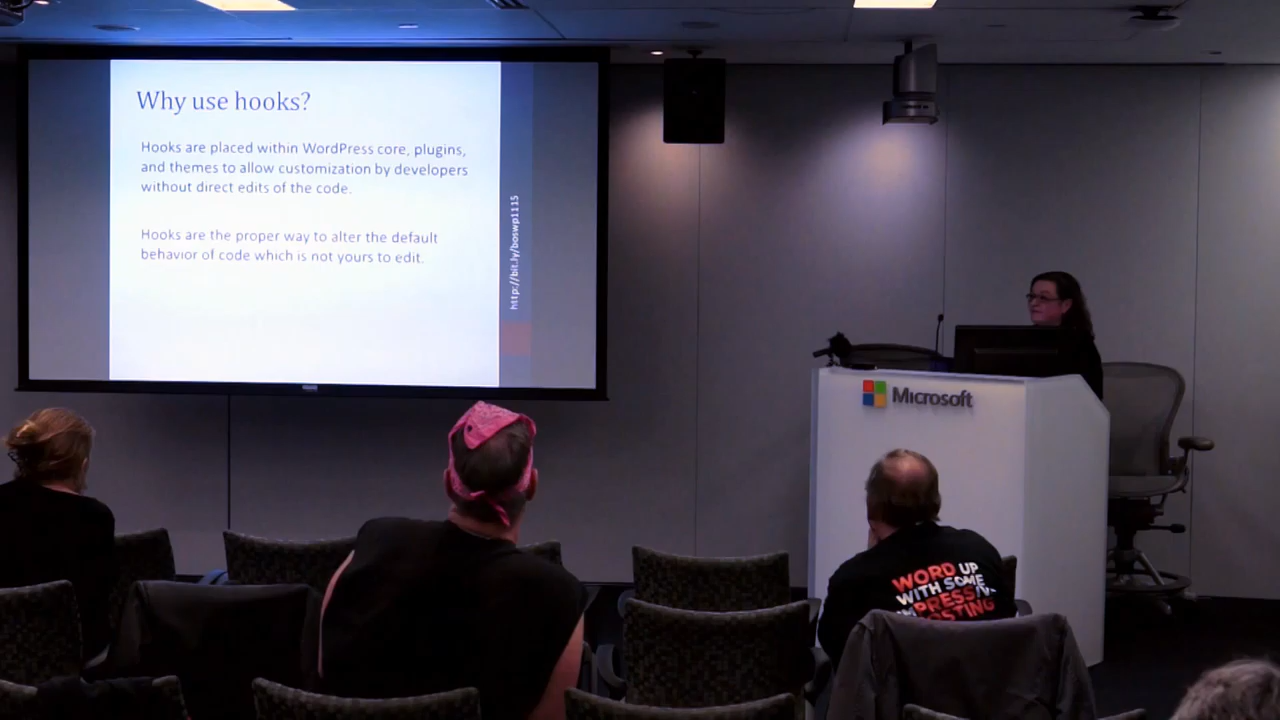 Why use hooks?
Hooks are placed within WordPress core, plugins,
and themes to allow customization by developers
without direct edits of the code.
Hooks are the proper way to alter the default
behavior of code which is not yours to edit.
http://bit.ly/boswp1115
Microsoft
WORD UP
WITH SOME